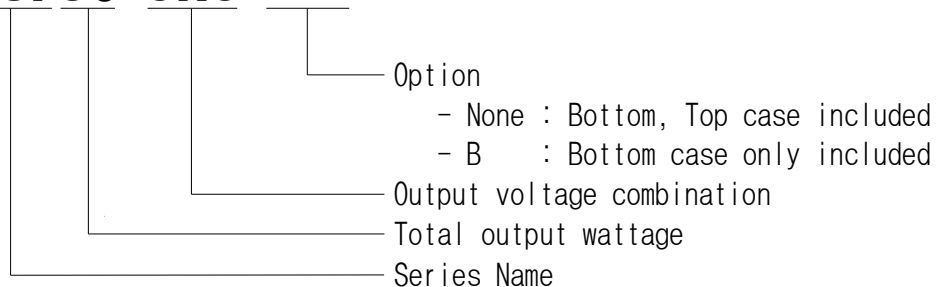 Option
- None : Bottom, Top case included
- B : Bottom case only included
Output voltage combination
Total output wattage
Series Name